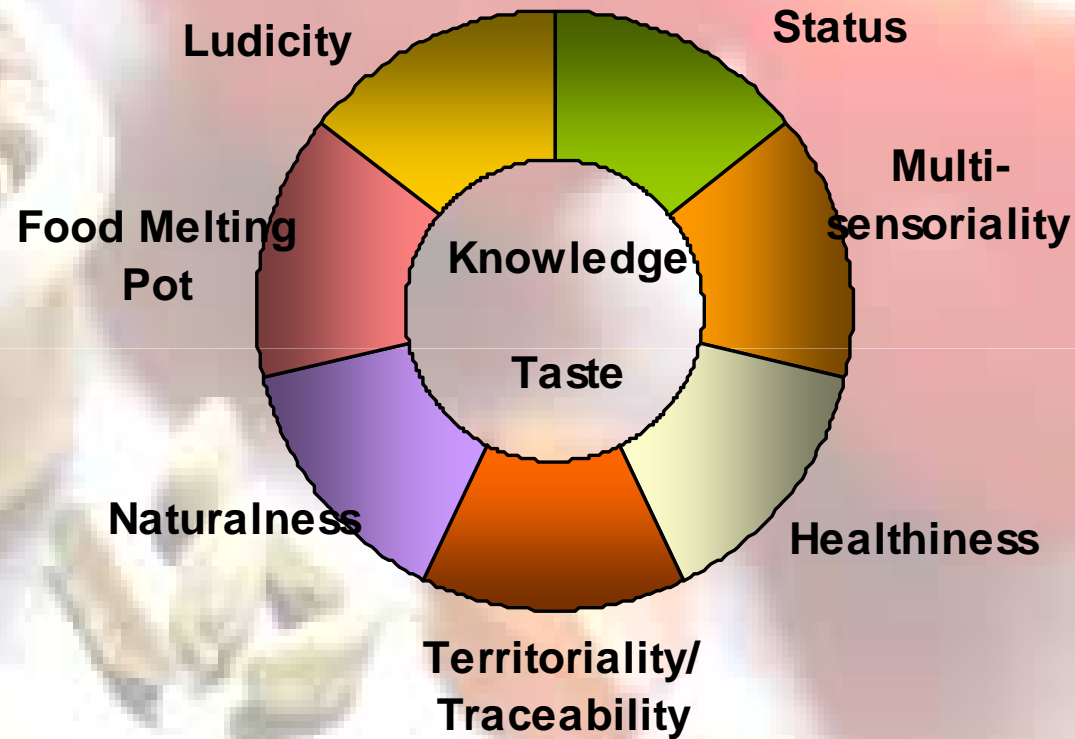 Ludicity
Status
Multi-
sensoriality
Food Melting
Pot
Knowledge
Taste
Naturalness
Healthiness
Territoriality/
Traceability